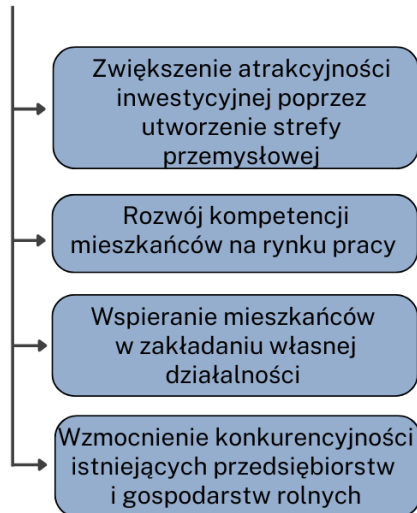 Zwiększenie atrakcyjności
inwestycyjnej poprzez
utworzenie strefy
przemysłowej
Rozwój kompetencji
mieszkańców na rynku pracy
Wspieranie mieszkańców
w zakładaniu własnej
działalności
Wzmocnienie konkurencyjności
istniejących przedsiębiorstw
i gospodarstw rolnych